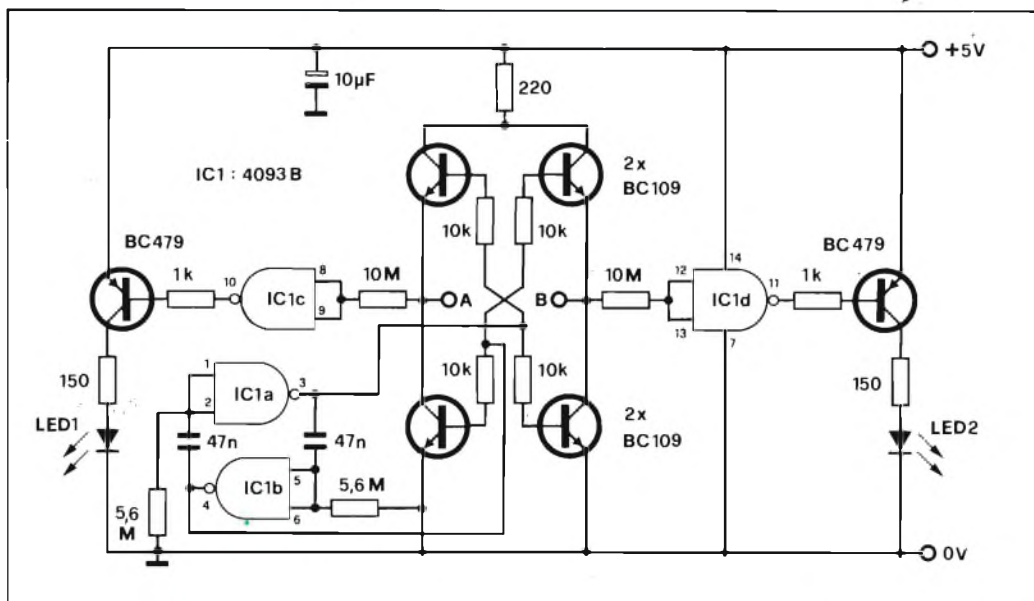 +5V
10µF
220
IC1 : 4093 B
2x
BC109
BC479
10k
10k
BC479
1k
10
IC1c
8
9
10 M
A
B
10M
12
13
14
IC1d
11
7
1k
150
LED1
1
2
IC1a
3
10k
10k
2x
BC109
150
LED2
47n
47n
4
IC1b
5
6
5,6 M
5,6
M
0V